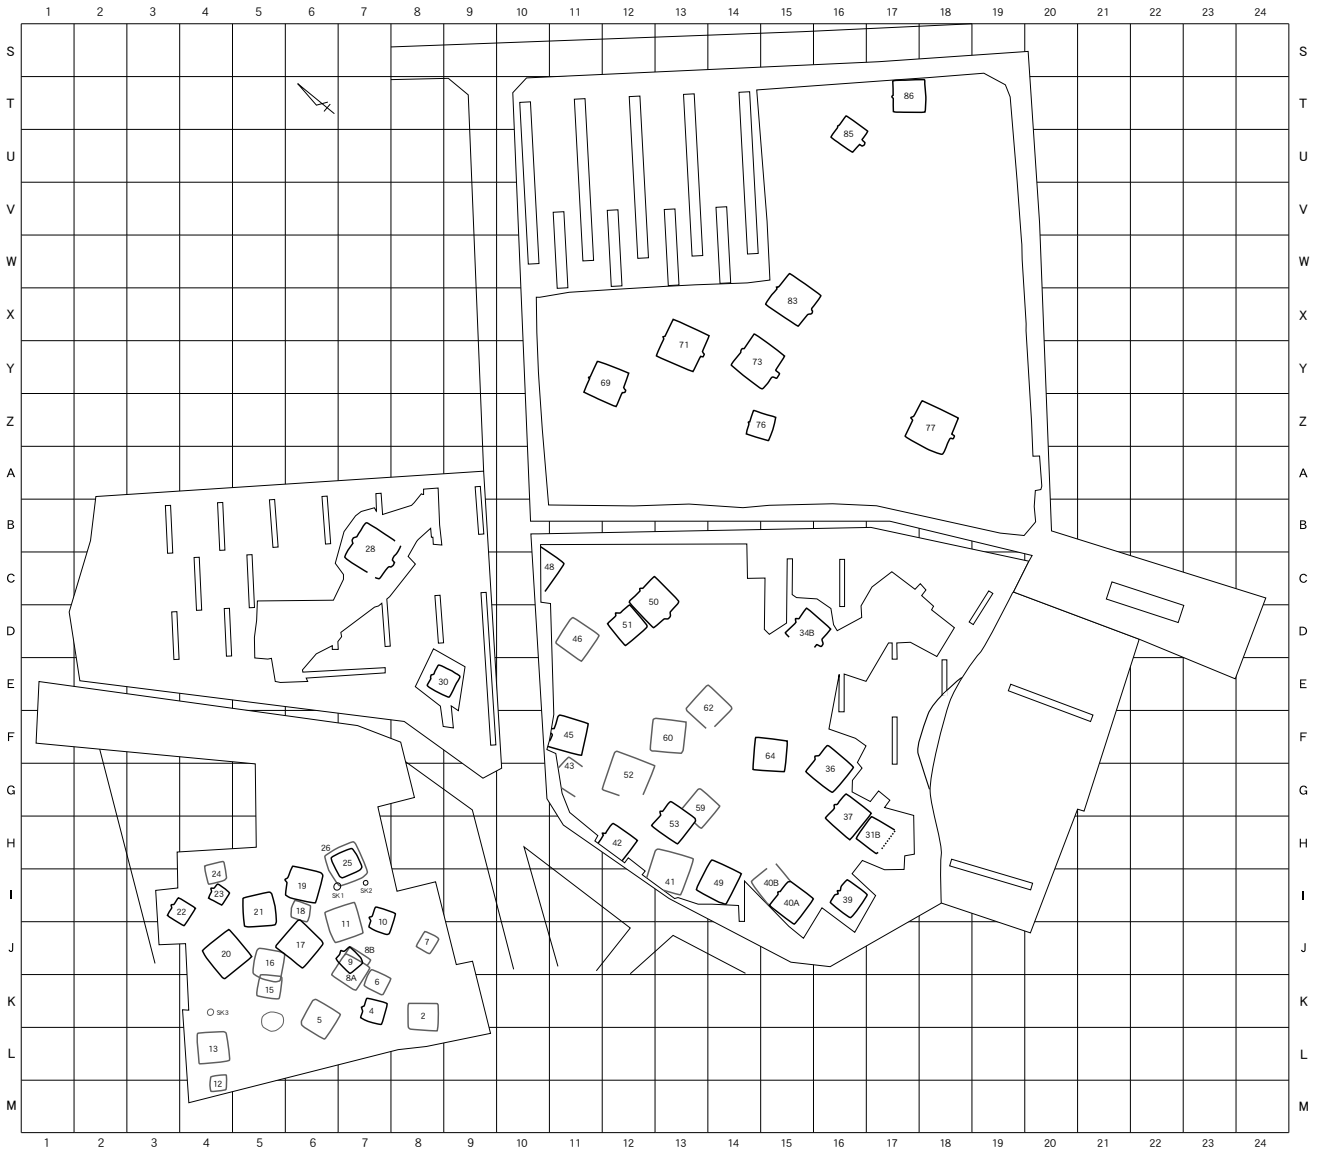 1 2 3 4 5 6 7 8 9 10 11 12 13 14 15 16 17 18 19 20 21 22 23 24
S S
T 86 T
85
U U
V V
W W
83
X X
71
73
Y 69 Y
Z 76 77 Z
A A
B B
28
C 48 C
50
D 46 51 34B D
E 30 E
62
F 45 60 F
64
43 52 36
G G
59
53 37
31B
H 42 H
26
25
24
19 41 49 40B
I 23 SK1 SK2 I
39
40A
22 21 18
11 10
20 17 8B 7
J J
16 9
8A
6
15
K SK3 4 K
5 2
L 13 L
12
M M
1 2 3 4 5 6 7 8 9 10 11 12 13 14 15 16 17 18 19 20 21 22 23 24